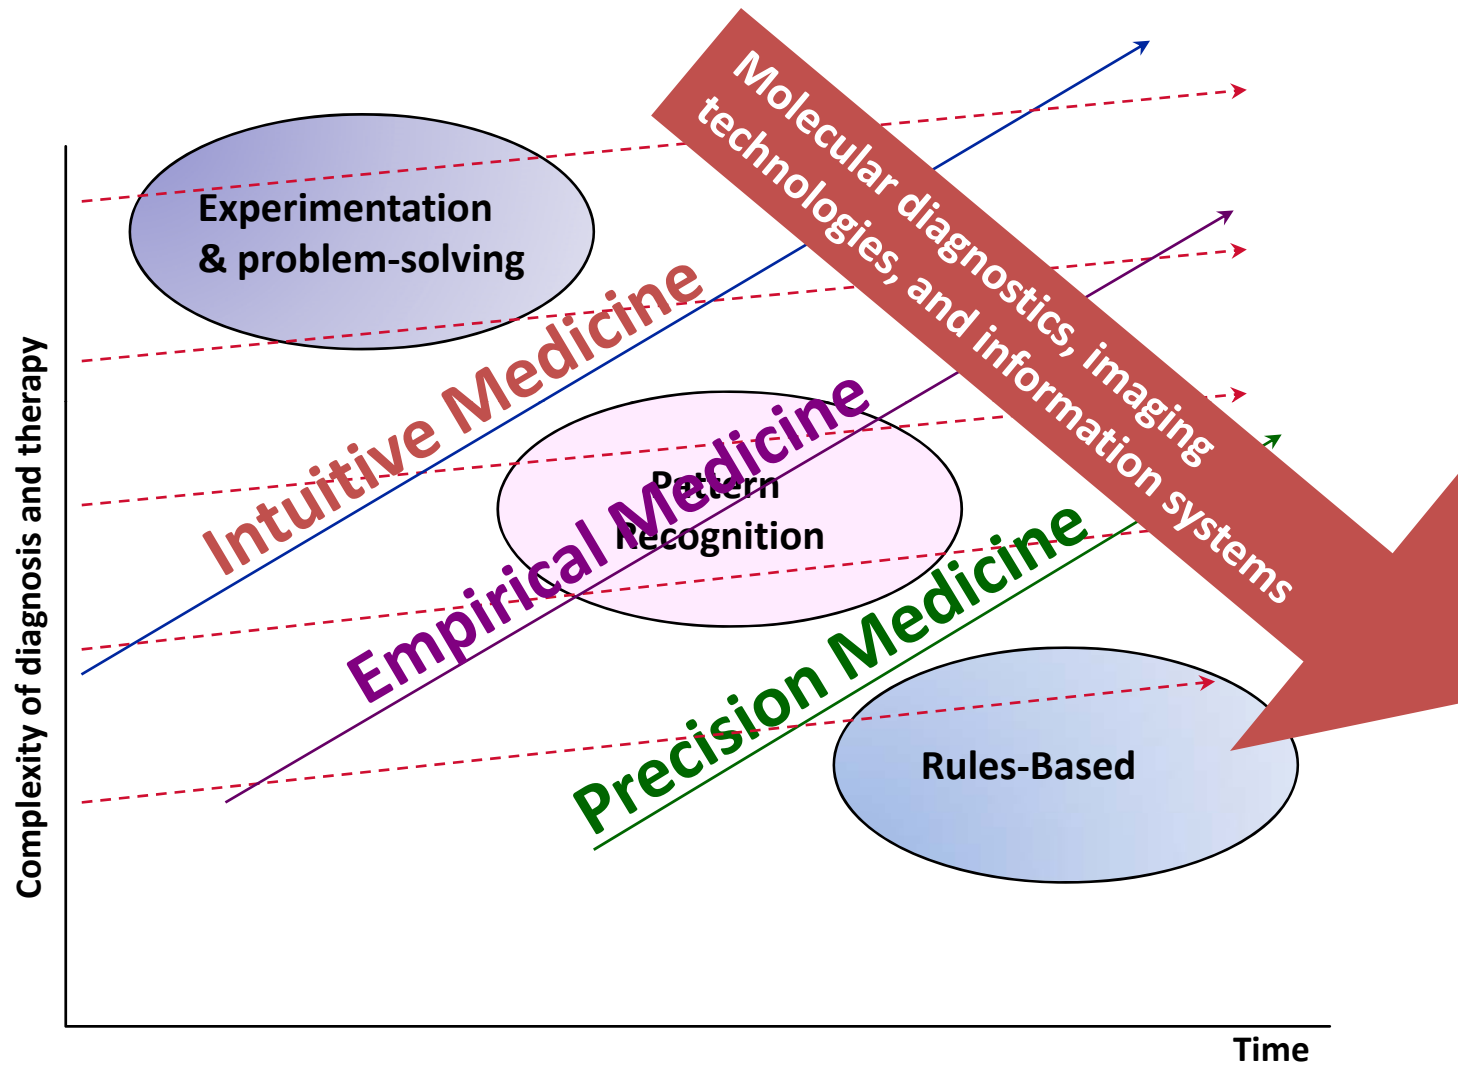 Molecular diagnostics, imaging
technologies, and information systems
Experimentation
& problem-solving
Intuitive Medicine
Pattern
Recognition
Empirical Medicine
Precision Medicine
Rules-Based
Complexity of diagnosis and therapy
Time